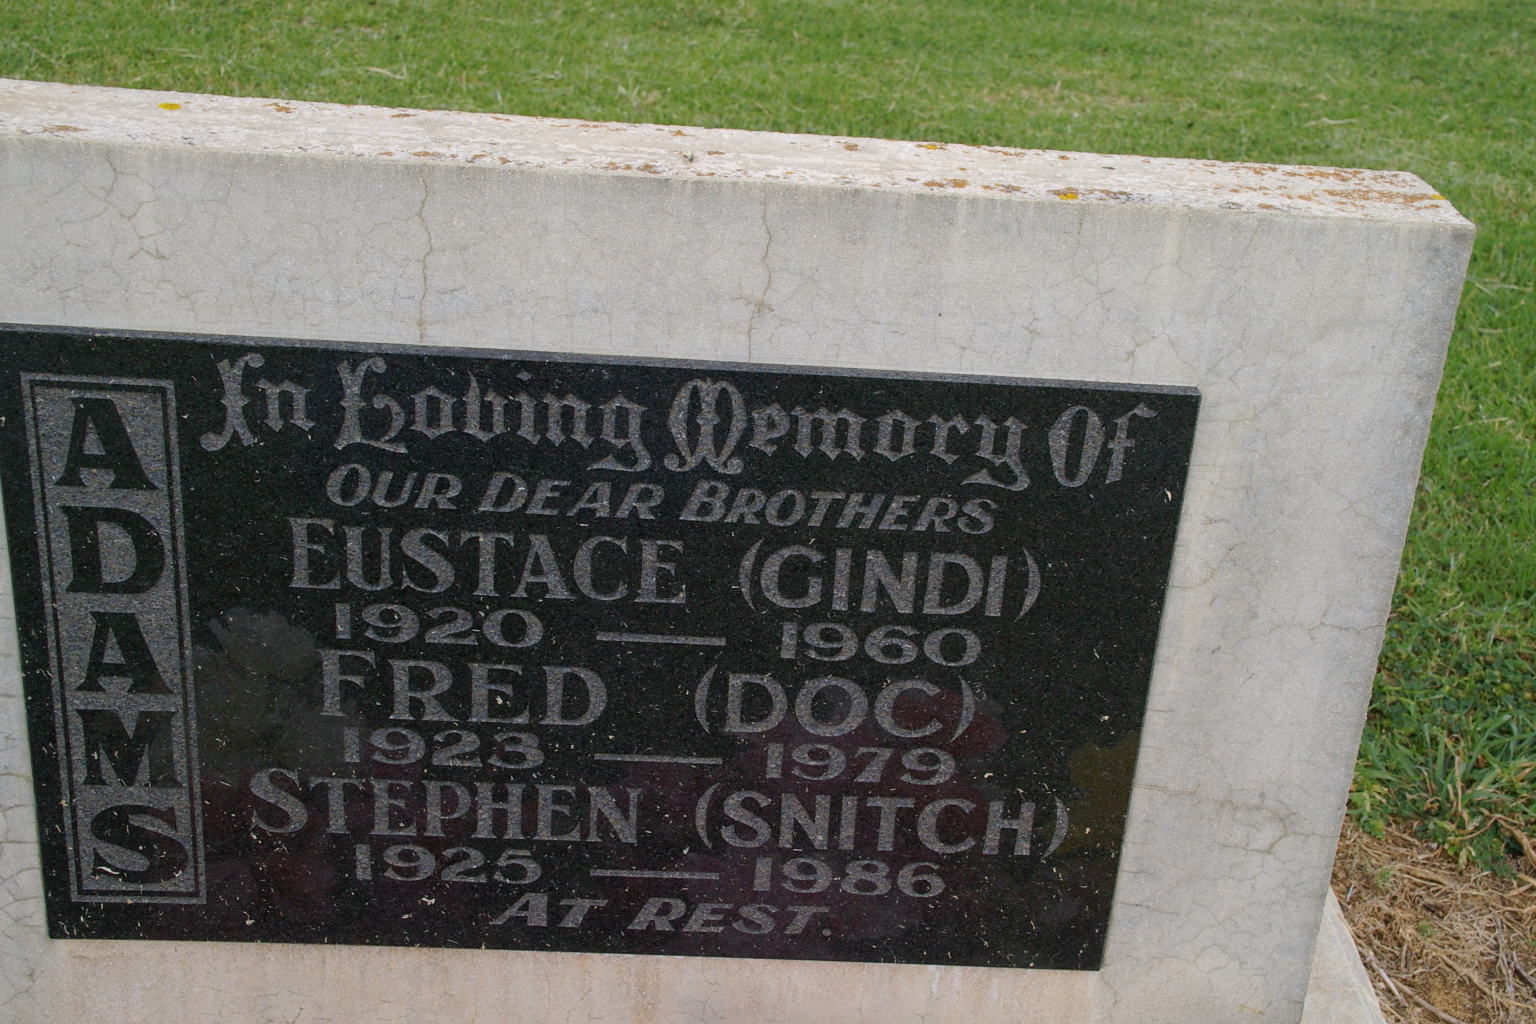 ADAMS
In Loving Memory Of
OUR DEAR BROTHERS
EUSTACE (GINDI)
1920 — 1960
FRED (DOC)
1923 — 1979
STEPHEN (SNITCH)
1925 — 1986
AT REST.